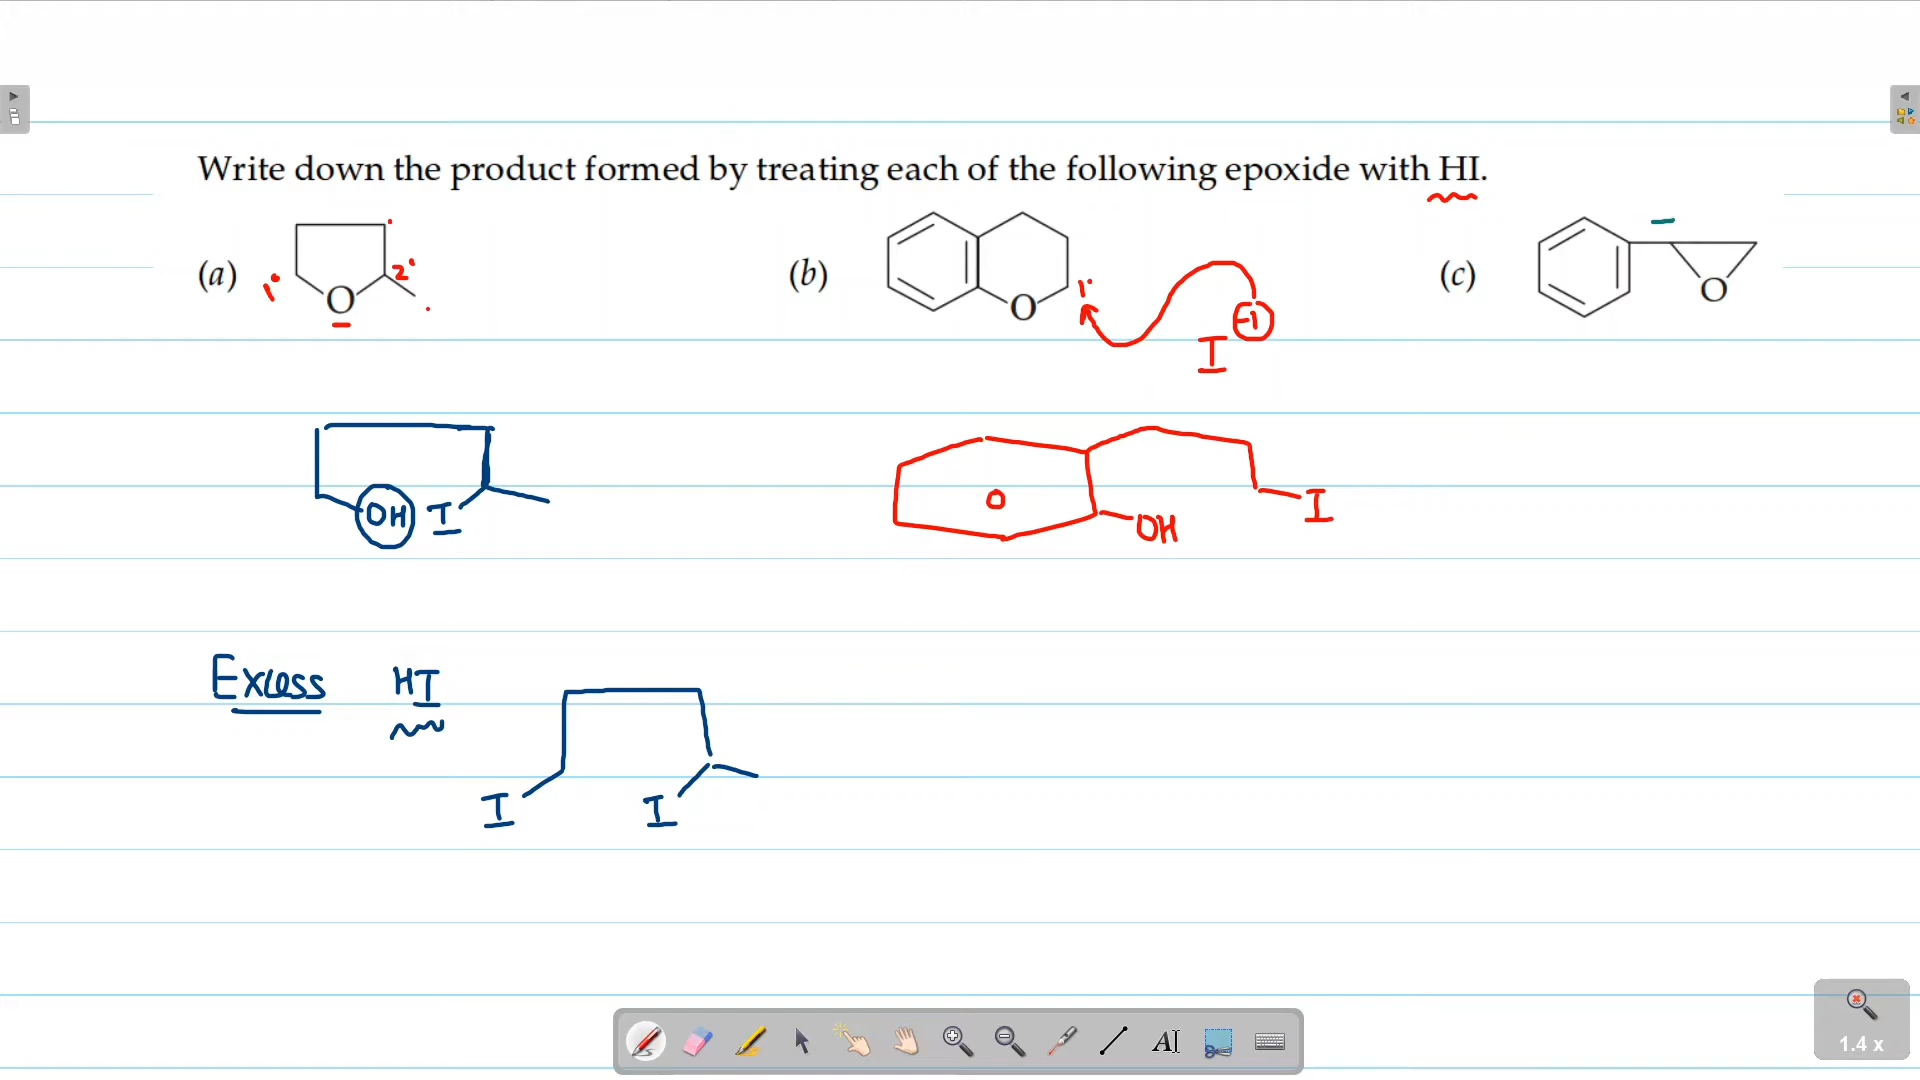 Write down the product formed by treating each of the following epoxide with HI.
(a) O 1° 2°
(b) O 1° I
(c) O
OH I
O OH I
Excess HI
I I
AI
1.4 x